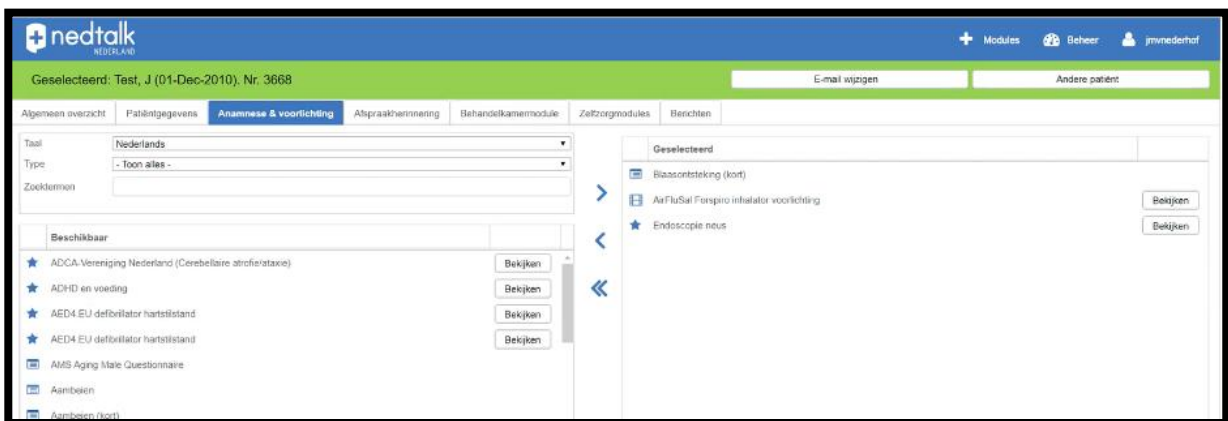 nedtalk
NEDERLAND
Modules Beheer jmvnederhof
Geselecteerd: Test, J (01-Dec-2010). Nr. 3668
E-mail wijzigen Andere patiënt
Algemeen overzicht Patiëntgegevens Anamnese & voorlichting Afspraakherinnering Behandelkamermodule Zelfzorgmodules Berichten
Taal Nederlands
Type - Toon alles -
Zoektermen
Beschikbaar
ADCA-Vereniging Nederland (Cerebellaire atrofie/ataxie) Bekijken
ADHD en voeding Bekijken
AED4.EU defibrillator hartstilstand Bekijken
AED4.EU defibrillator hartstilstand Bekijken
AMS Aging Male Questionnaire
Aambeien
Aambeien (kort)
Geselecteerd
Blaasontsteking (kort)
AirFluSal Forspiro inhalator voorlichting Bekijken
Endoscopie neus Bekijken